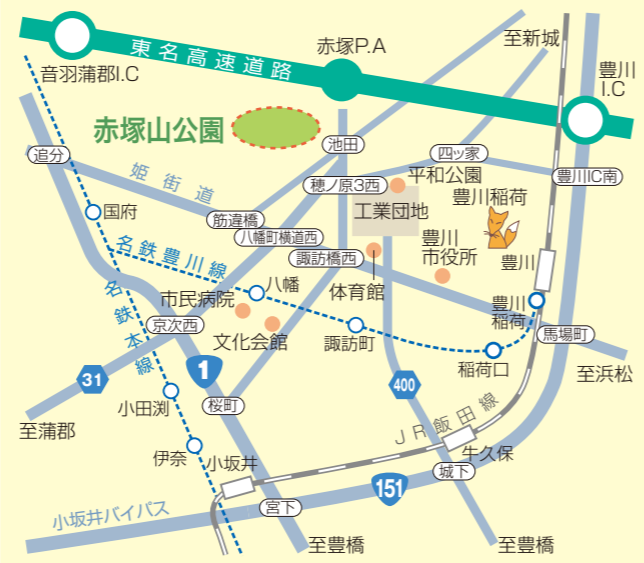 至新城
東名高速道路
赤塚P.A
音羽蒲郡I.C
豊川
I.C
赤塚山公園
池田
四ッ家
追分
姫街道
穂ノ原3西
平和公園
豊川IC南
国府
筋違橋
工業団地
豊川稲荷
八幡町横道西
名鉄豊川線
諏訪橋西
豊川
市役所
豊川
八幡
体育館
市民病院
豊川
稲荷
名鉄本線
京次西
文化会館
諏訪町
馬場町
1
稲荷口
至浜松
31
400
小田渕
桜町
JR飯田線
至蒲郡
伊奈
小坂井
牛久保
城下
151
宮下
小坂井バイパス
至豊橋
至豊橋